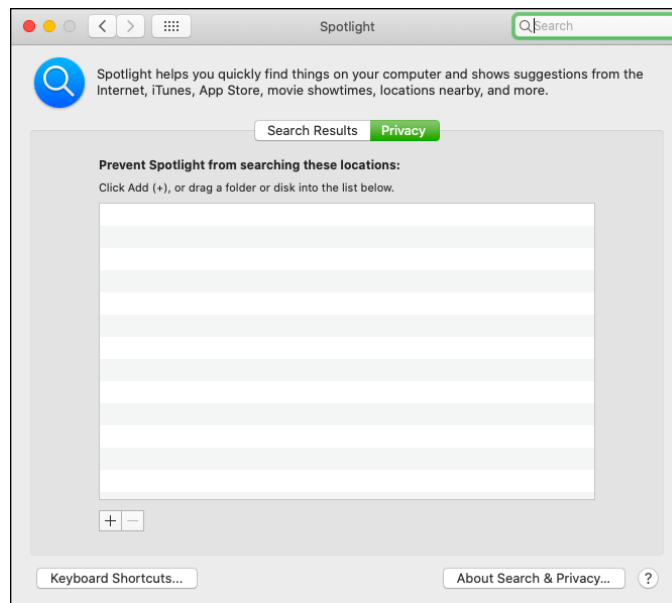 Spotlight
Search
Spotlight helps you quickly find things on your computer and shows suggestions from the
Internet, iTunes, App Store, movie showtimes, locations nearby, and more.
Search Results
Privacy
Prevent Spotlight from searching these locations:
Click Add (+), or drag a folder or disk into the list below.
+ −
Keyboard Shortcuts...
About Search & Privacy...
?